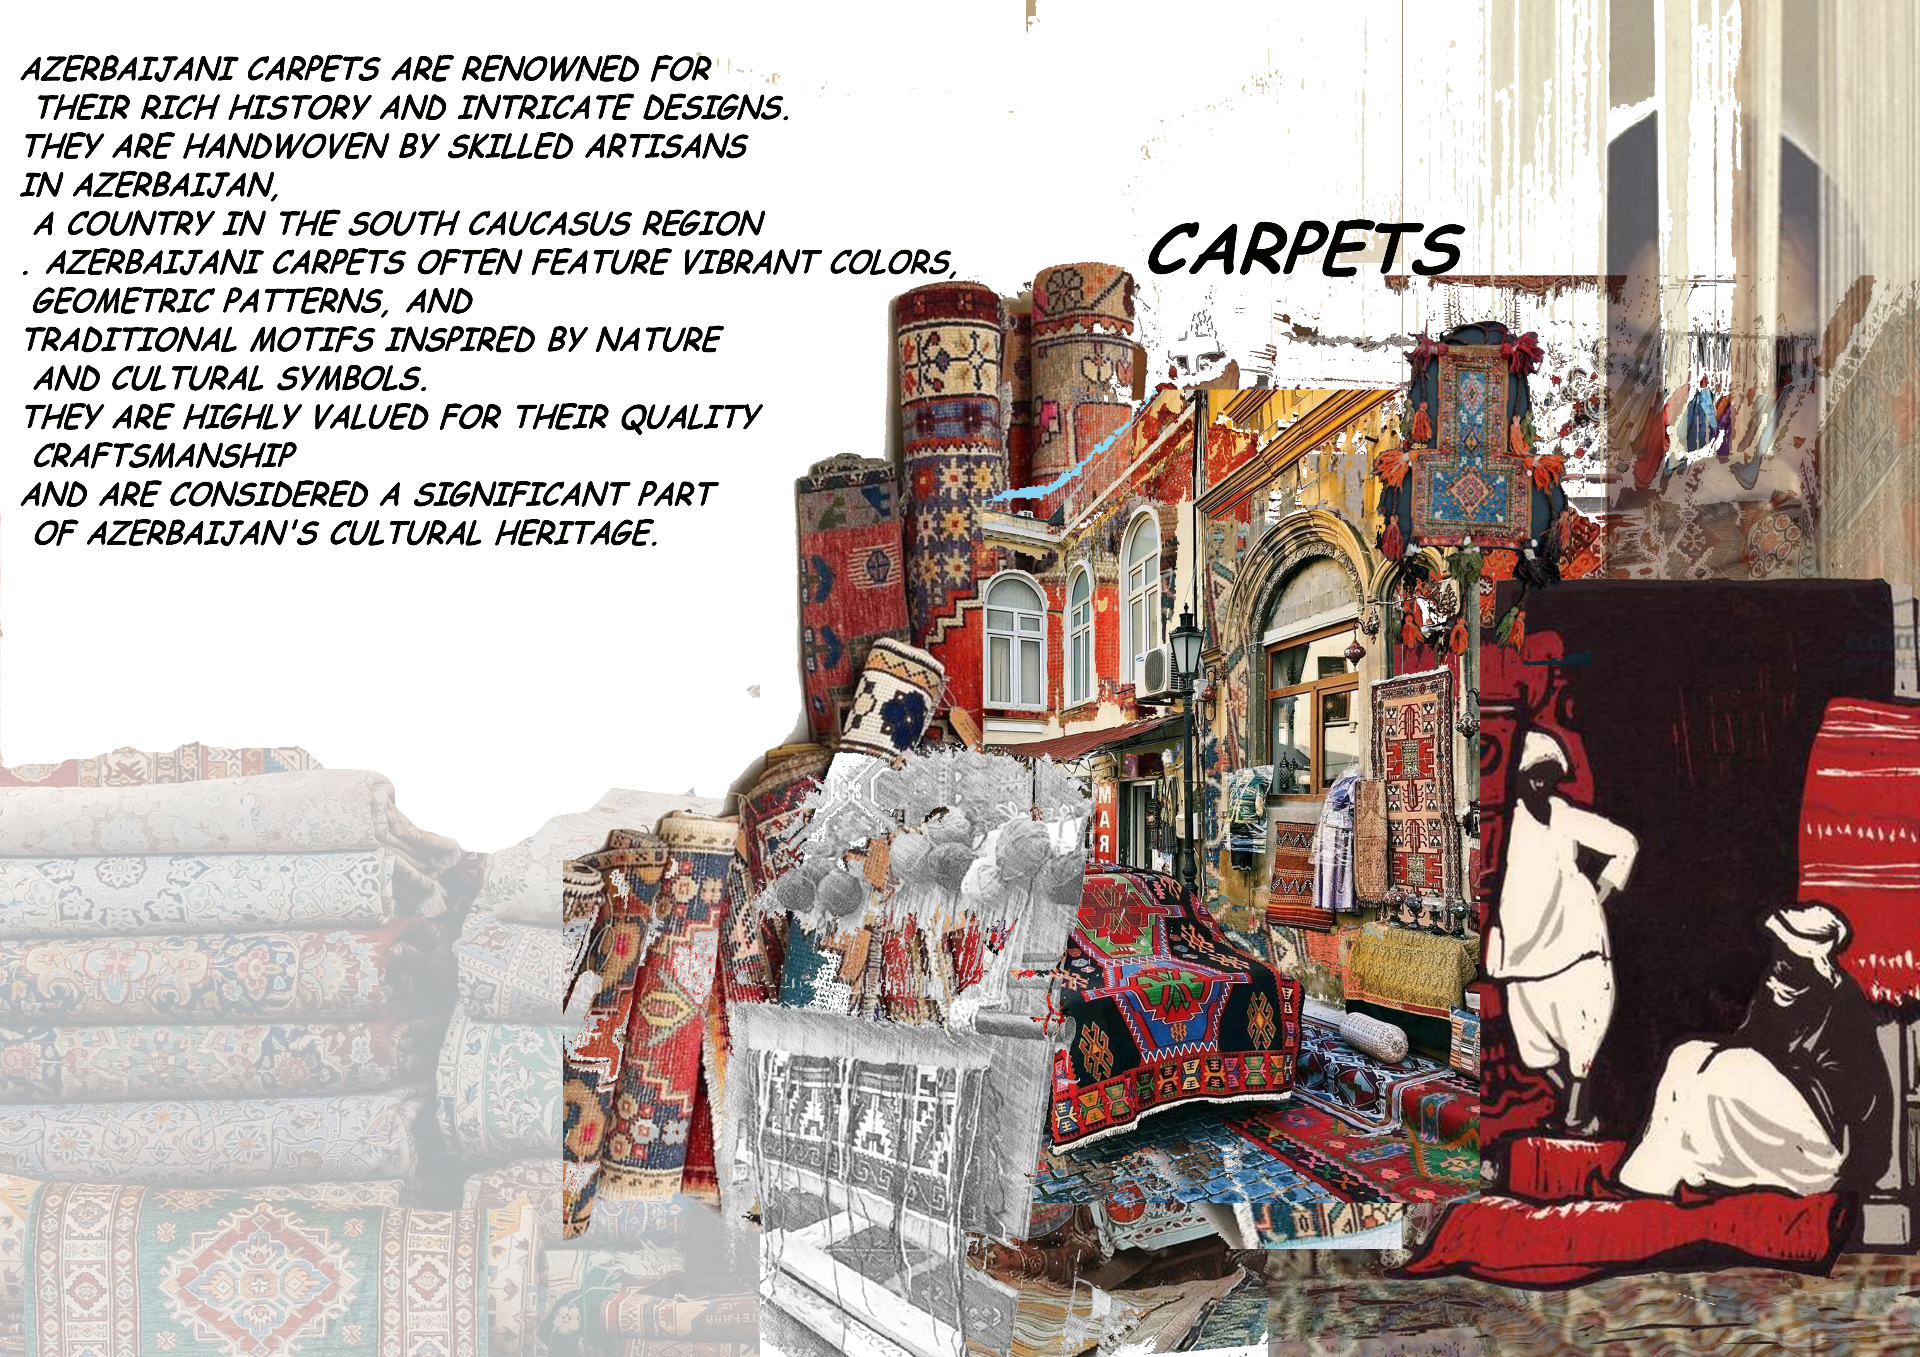 AZERBAIJANI CARPETS ARE RENOWNED FOR
THEIR RICH HISTORY AND INTRICATE DESIGNS.
THEY ARE HANDWOVEN BY SKILLED ARTISANS
IN AZERBAIJAN,
A COUNTRY IN THE SOUTH CAUCASUS REGION
. AZERBAIJANI CARPETS OFTEN FEATURE VIBRANT COLORS,
GEOMETRIC PATTERNS, AND
TRADITIONAL MOTIFS INSPIRED BY NATURE
AND CULTURAL SYMBOLS.
THEY ARE HIGHLY VALUED FOR THEIR QUALITY
CRAFTSMANSHIP
AND ARE CONSIDERED A SIGNIFICANT PART
OF AZERBAIJAN'S CULTURAL HERITAGE.
CARPETS